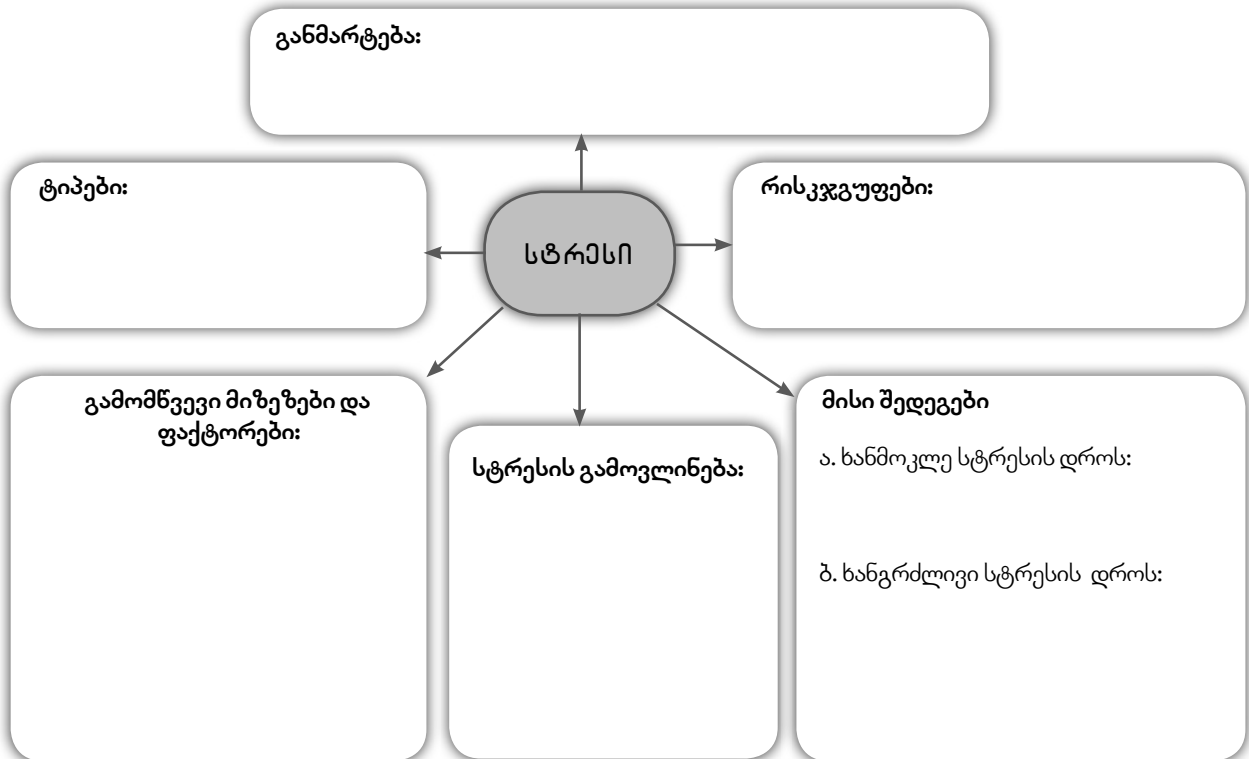 განმარტება:
ტიპები:
რისკჯგუფები:
სტრესი
გამომწვევი მიზეზები და
ფაქტორები:
სტრესის გამოვლინება:
მისი შედეგები
ა. ხანმოკლე სტრესის დროს:
ბ. ხანგრძლივი სტრესის დროს: